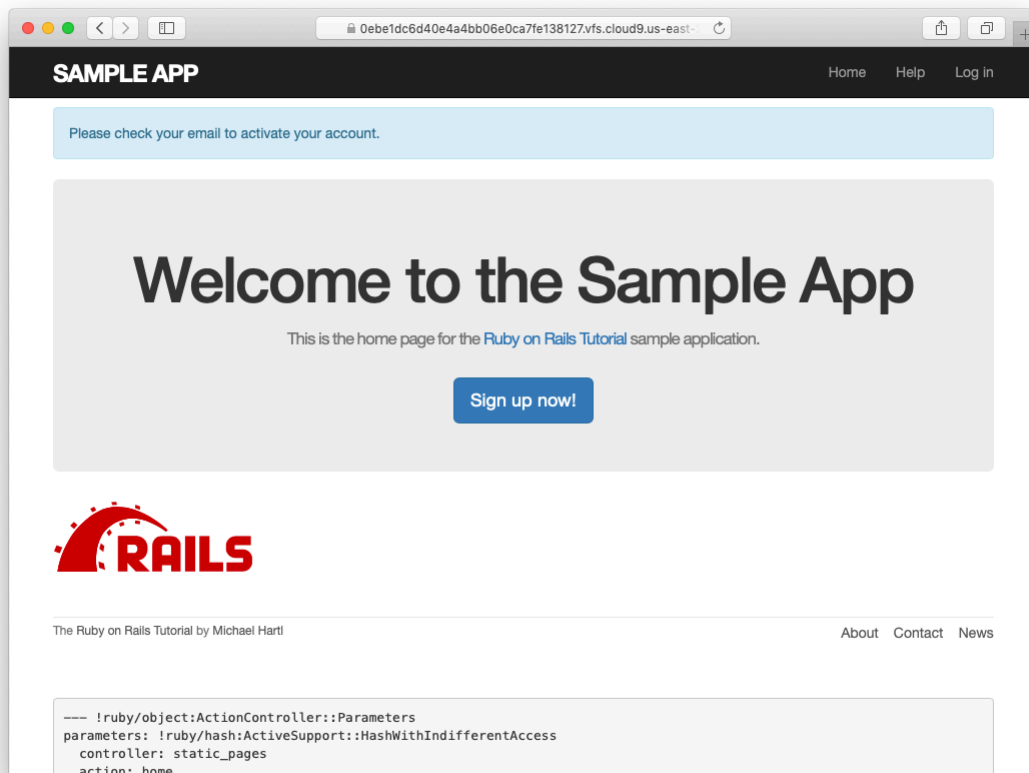 0ebe1dc6d40e4a4bb06e0ca7fe138127.vfs.cloud9.us-east-
SAMPLE APP
Home Help Log in
Please check your email to activate your account.
Welcome to the Sample App
This is the home page for the Ruby on Rails Tutorial sample application.
Sign up now!
RAILS
The Ruby on Rails Tutorial by Michael Hartl
About Contact News
--- !ruby/object:ActionController::Parameters
parameters: !ruby/hash:ActiveSupport::HashWithIndifferentAccess
  controller: static_pages
  action: home